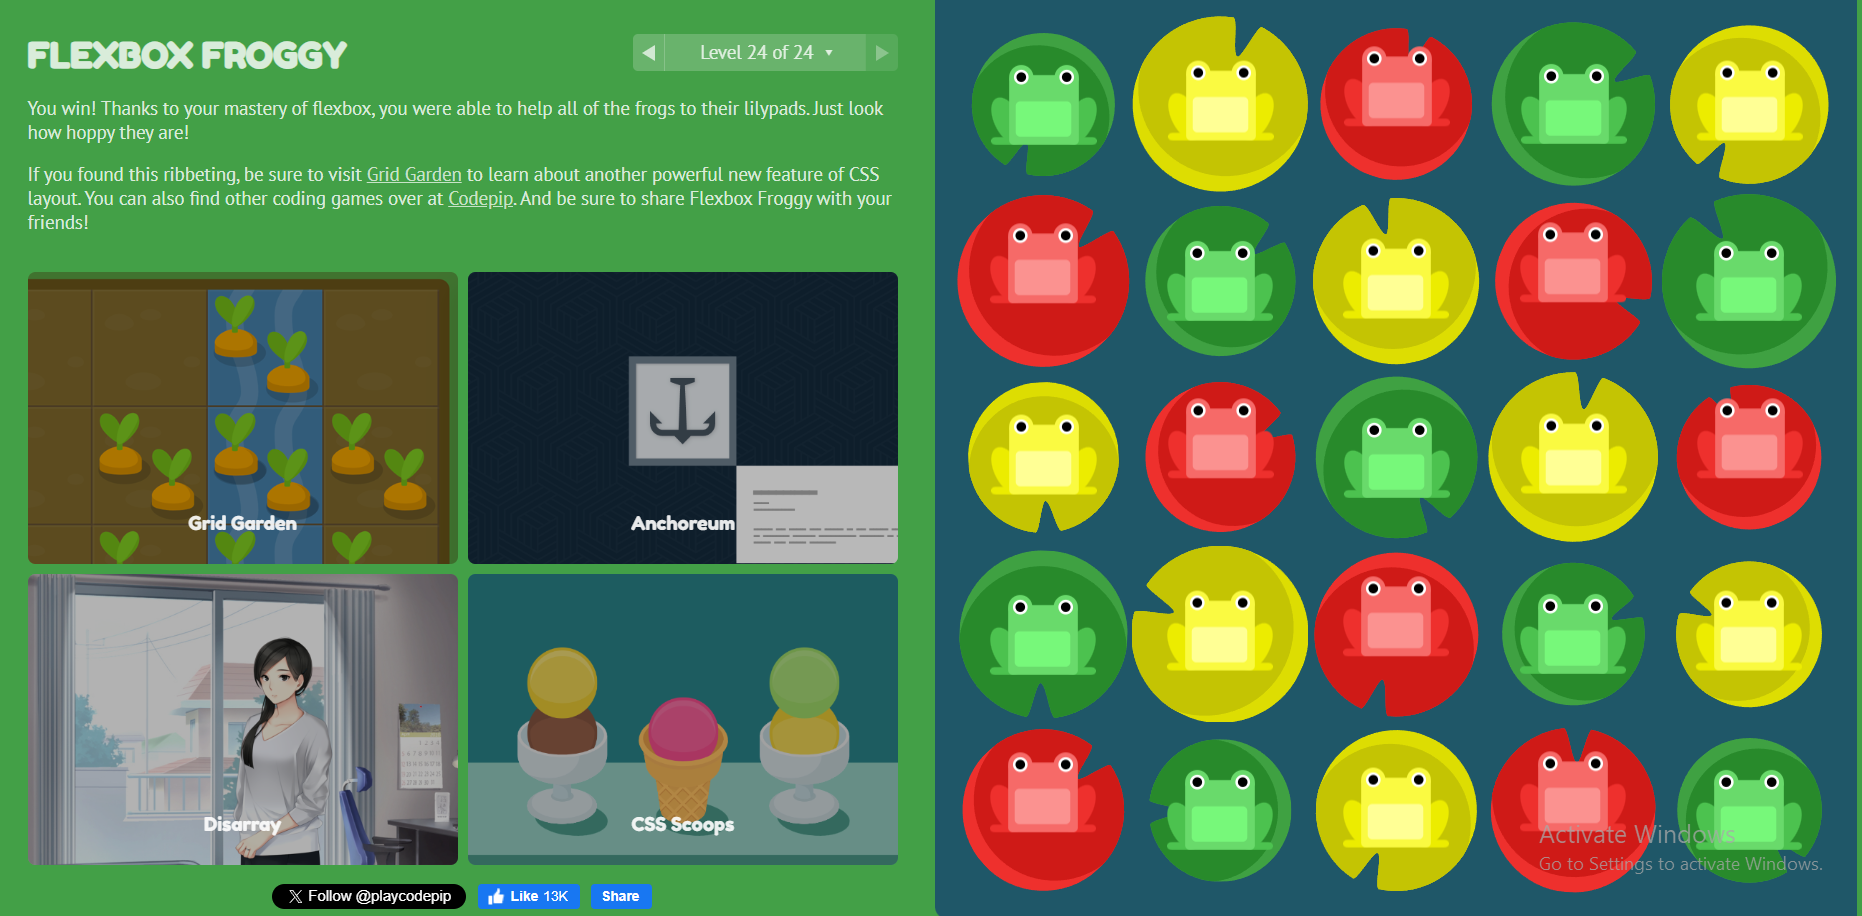 FLEXBOX FROGGY
Level 24 of 24
You win! Thanks to your mastery of flexbox, you were able to help all of the frogs to their lilypads. Just look
how hoppy they are!
If you found this ribbeting, be sure to visit Grid Garden to learn about another powerful new feature of CSS
layout. You can also find other coding games over at Codepip. And be sure to share Flexbox Froggy with your
friends!
Grid Garden
Anchoreum
Disarray
CSS Scoops
Follow @playcodepip
Like 13K
Share
Activate Windows
Go to Settings to activate Windows.